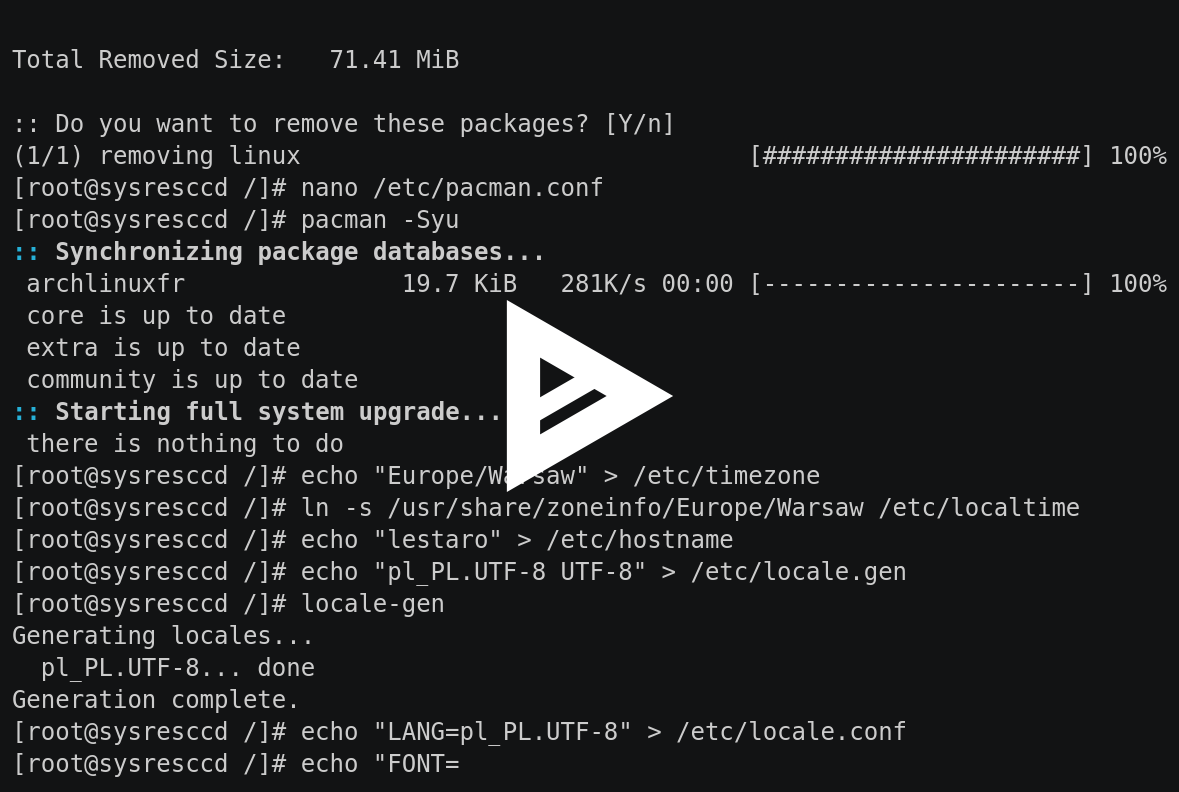 Total Removed Size:   71.41 MiB
:: Do you want to remove these packages? [Y/n]
(1/1) removing linux                               [######################] 100%
[root@sysresccd /]# nano /etc/pacman.conf
[root@sysresccd /]# pacman -Syu
:: Synchronizing package databases...
 archlinuxfr               19.7 KiB   281K/s 00:00 [----------------------] 100%
 core is up to date
 extra is up to date
 community is up to date
:: Starting full system upgrade...
 there is nothing to do
[root@sysresccd /]# echo "Europe/Warsaw" > /etc/timezone
[root@sysresccd /]# ln -s /usr/share/zoneinfo/Europe/Warsaw /etc/localtime
[root@sysresccd /]# echo "lestaro" > /etc/hostname
[root@sysresccd /]# echo "pl_PL.UTF-8 UTF-8" > /etc/locale.gen
[root@sysresccd /]# locale-gen
Generating locales...
  pl_PL.UTF-8... done
Generation complete.
[root@sysresccd /]# echo "LANG=pl_PL.UTF-8" > /etc/locale.conf
[root@sysresccd /]# echo "FONT=